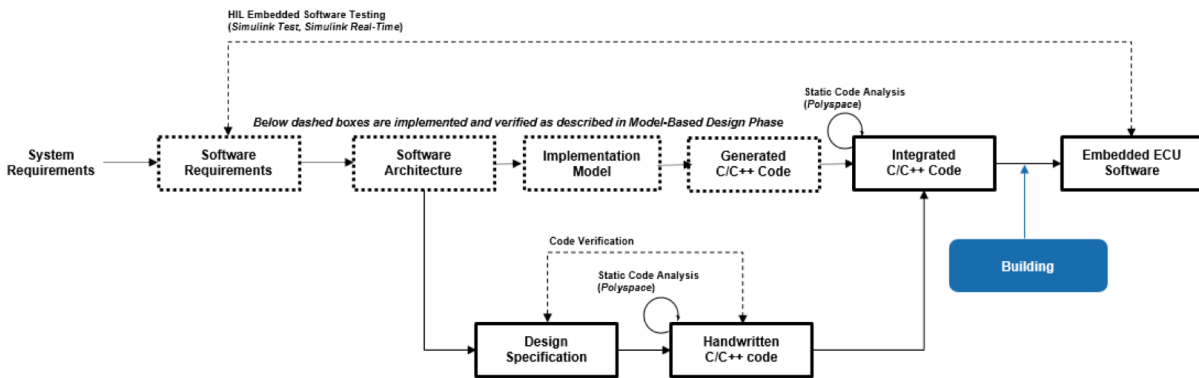 HIL Embedded Software Testing
(Simulink Test, Simulink Real-Time)
Static Code Analysis
(Polyspace)
Below dashed boxes are implemented and verified as described in Model-Based Design Phase
System
Requirements
Software
Requirements
Software
Architecture
Implementation
Model
Generated
C/C++ Code
Integrated
C/C++ Code
Embedded ECU
Software
Code Verification
Static Code Analysis
(Polyspace)
Building
Design
Specification
Handwritten
C/C++ code